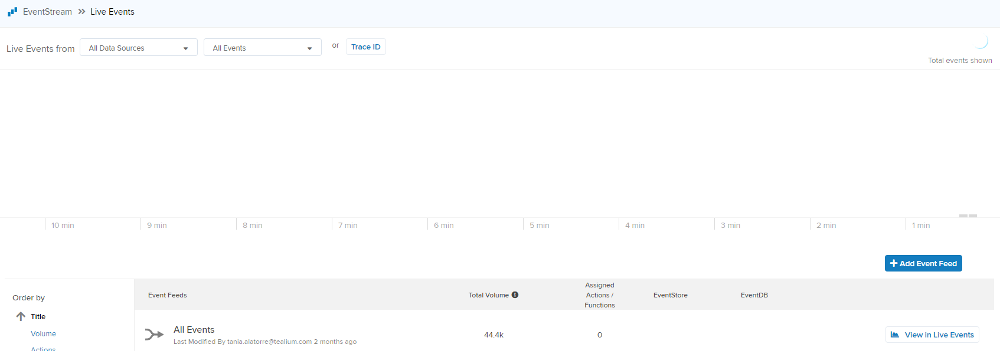 EventStream Live Events
Live Events from All Data Sources All Events or Trace ID
Total events shown
10 min 9 min 8 min 7 min 6 min 5 min 4 min 3 min 2 min 1 min
Add Event Feed
Order by
Title
Volume
Actions
Event Feeds Total Volume Assigned Actions / Functions EventStore EventDB
All Events 44.4k 0 View in Live Events
Last Modified By tania.alatorre@tealium.com 2 months ago